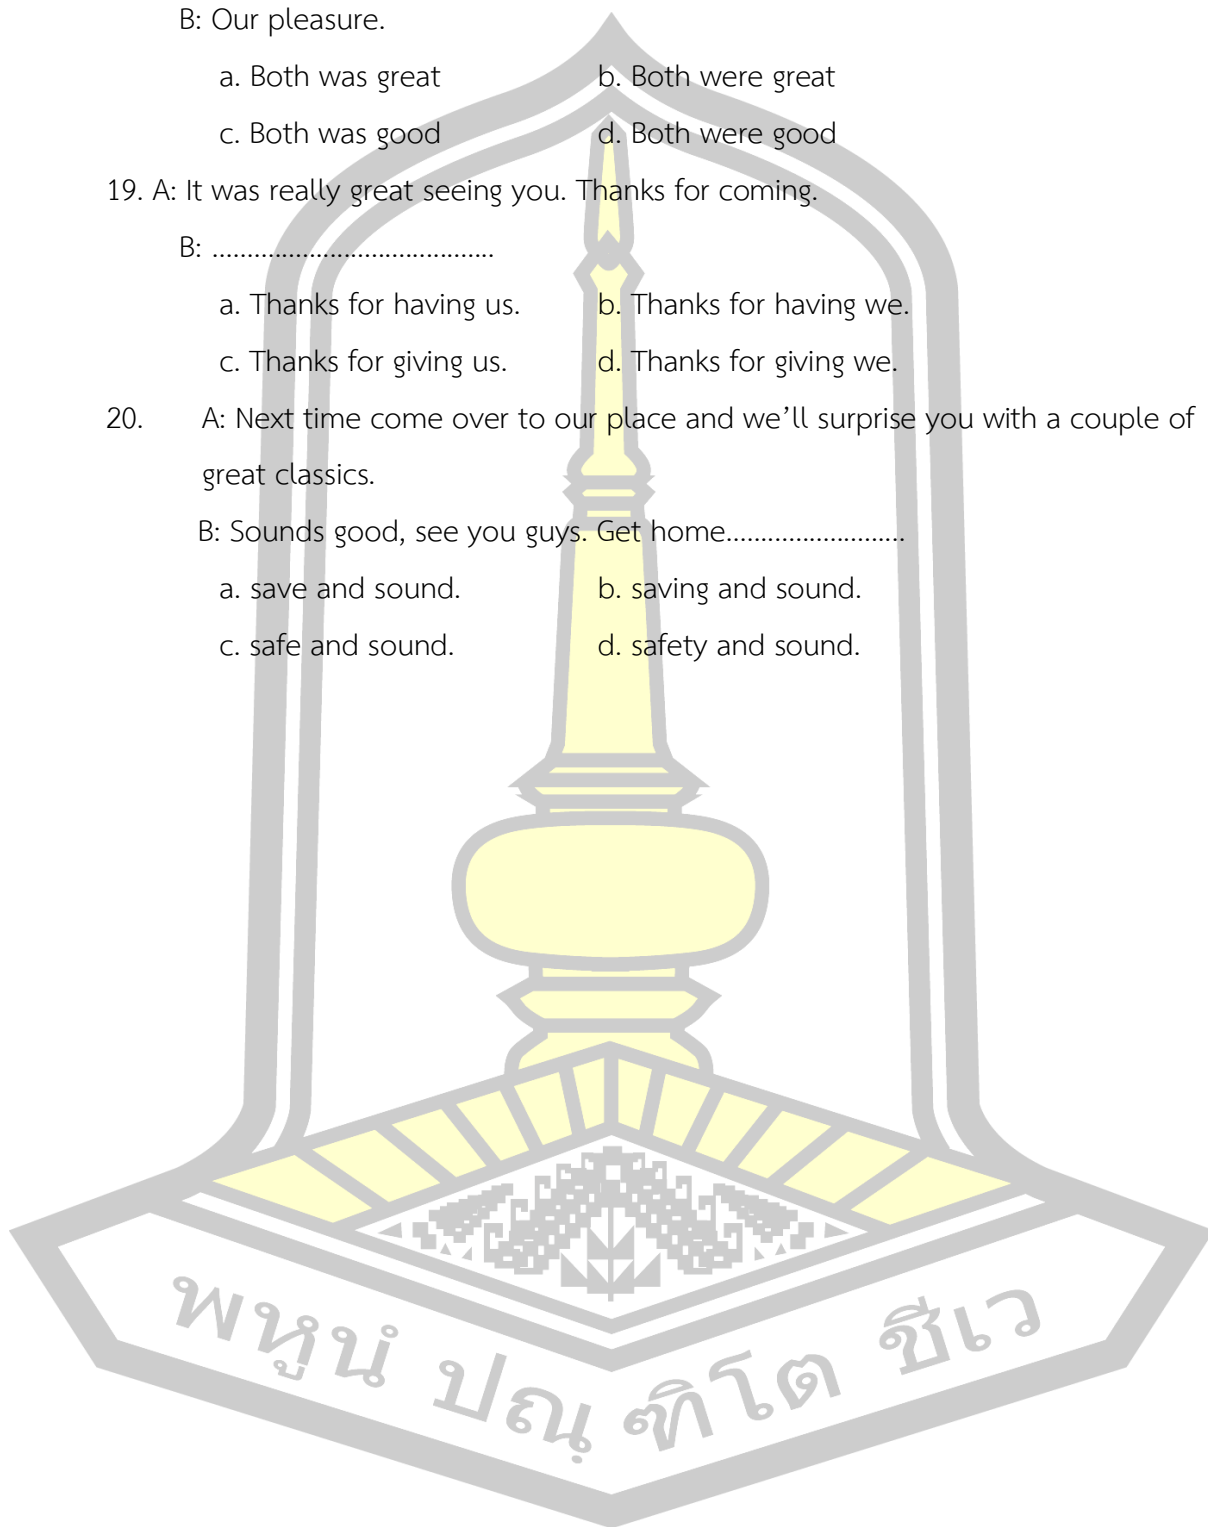 B: Our pleasure.
a. Both was great b. Both were great
c. Both was good d. Both were good
19. A: It was really great seeing you. Thanks for coming.
B: ........................................
a. Thanks for having us. b. Thanks for having we.
c. Thanks for giving us. d. Thanks for giving we.
20. A: Next time come over to our place and we’ll surprise you with a couple of
great classics.
B: Sounds good, see you guys. Get home..........................
a. save and sound. b. saving and sound.
c. safe and sound. d. safety and sound.
พหูนํ ปณฺฑิโต ชีเว